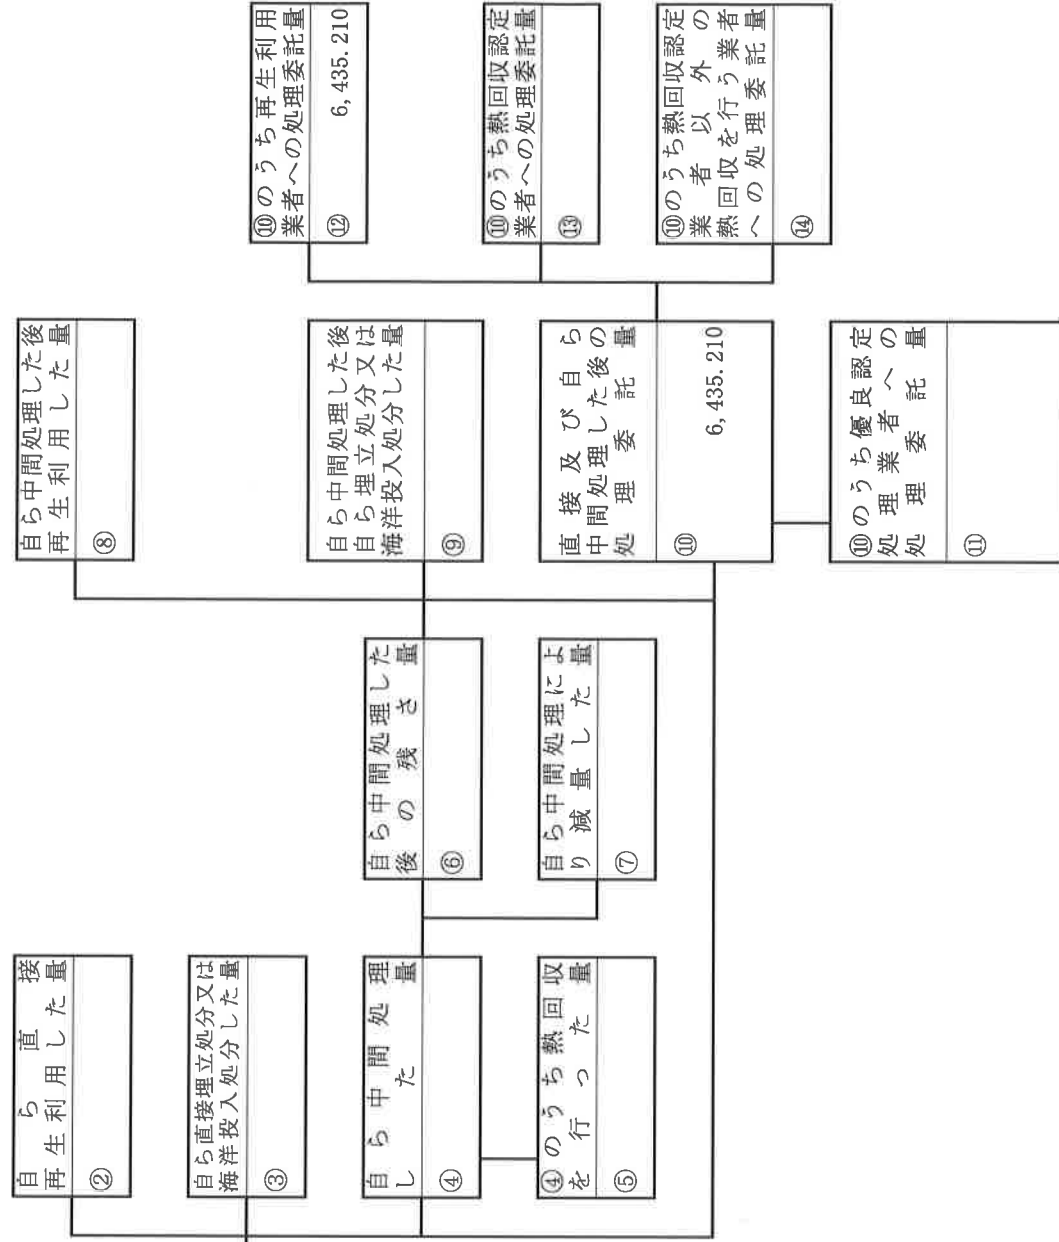 自ら直接
再生利用した量
②
自ら直接埋立処分又は
海洋投入処分した量
③
自ら中間処理
した量
④
④のうち熱回収
を行った量
⑤
自ら中間処理した
後の残さ量
⑥
自ら中間処理によ
り減量した量
⑦
自ら中間処理した後
再生利用した量
⑧
自ら中間処理した後
自ら埋立処分又は
海洋投入処分した量
⑨
直接及び自ら
中間処理した後の
処理委託量
⑩
6,435.210
⑩のうち優良認定
処理業者への
処理委託量
⑪
⑩のうち再生利用
業者への処理委託量
⑫ 6,435.210
⑩のうち熱回収認定
業者への処理委託量
⑬
⑩のうち熱回収認定
業者以外の
熱回収を行う業者
への処理委託量
⑭